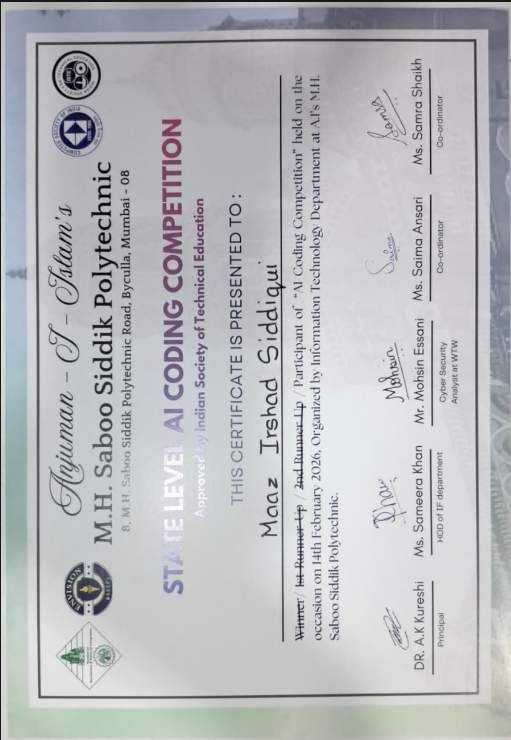 Anjuman - I - Islam's
M.H. Saboo Siddik Polytechnic
8, M.H. Saboo Siddik Polytechnic Road, Byculla, Mumbai - 08
ENVISION
STATE LEVEL AI CODING COMPETITION
Approved by Indian Society of Technical Education
THIS CERTIFICATE IS PRESENTED TO :
Maaz Irshad Siddiqui
Winner / 1st Runner Up / 2nd Runner Up / Participant of "AI Coding Competition" held on the
occasion on 14th February 2026, Organized by Information Technology Department at A.I's M.H.
Saboo Siddik Polytechnic.
DR. A.K Kureshi
Principal
Khan
Ms. Sameera Khan
HOD of IF department
Mohsin
Mr. Mohsin Essani
Cyber Security
Analyst at WTW
Saima
Ms. Saima Ansari
Co-ordinator
Ms. Samra Shaikh
Co-ordinator